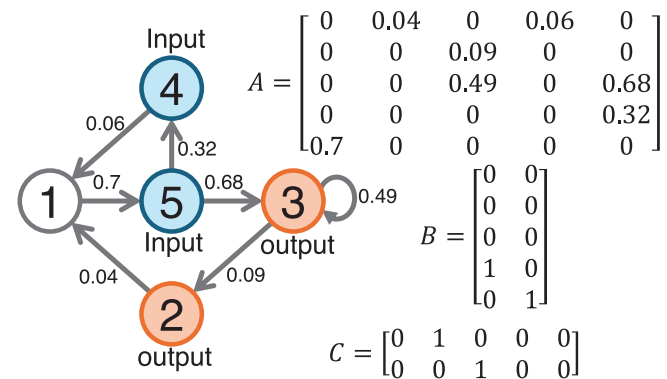 Input
4
0.06
0.32
1
0.7
5
0.68
3
0.49
Input
output
0.04
0.09
2
output
A = [0 0.04 0 0.06 0
0 0 0.09 0 0
0 0 0.49 0 0.68
0 0 0 0 0.32
0.7 0 0 0 0]
B = [0 0
0 0
0 0
1 0
0 1]
C = [0 1 0 0 0
0 0 1 0 0]